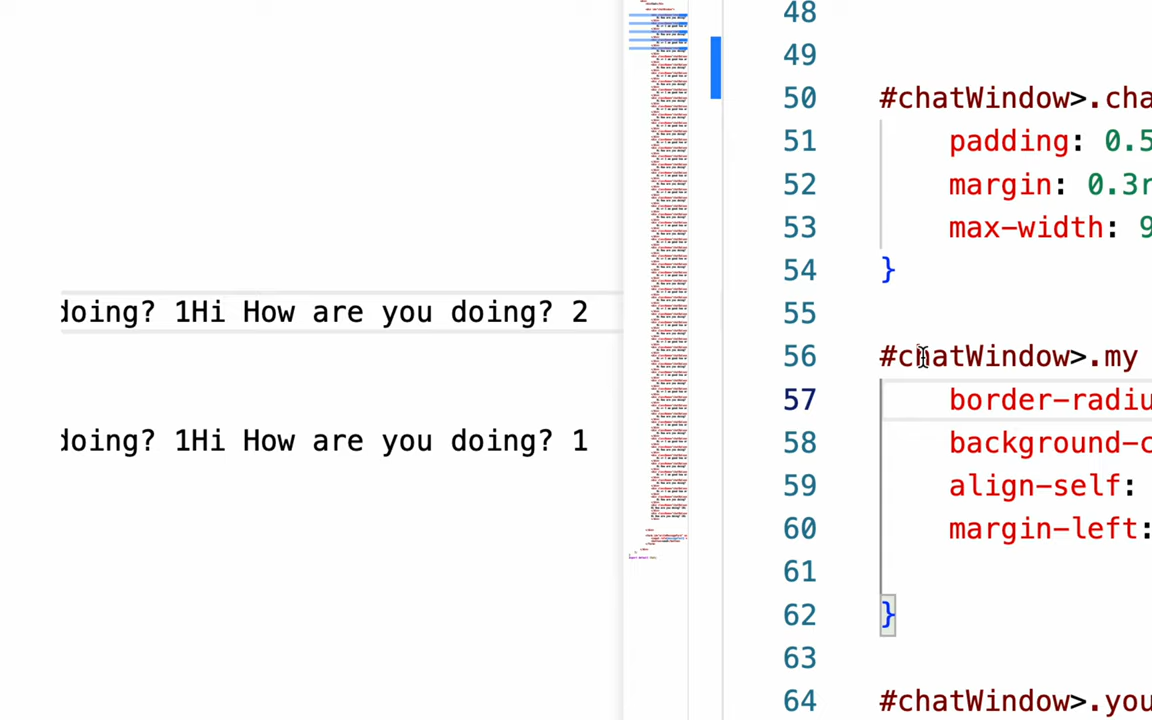 doing? 1Hi How are you doing? 2
doing? 1Hi How are you doing? 1
48
49
50 #chatWindow>.cha
51 padding: 0.5
52 margin: 0.3r
53 max-width: 9
54 }
55
56 #chatWindow>.my
57 border-radiu
58 background-c
59 align-self:
60 margin-left:
61
62 }
63
64 #chatWindow>.you